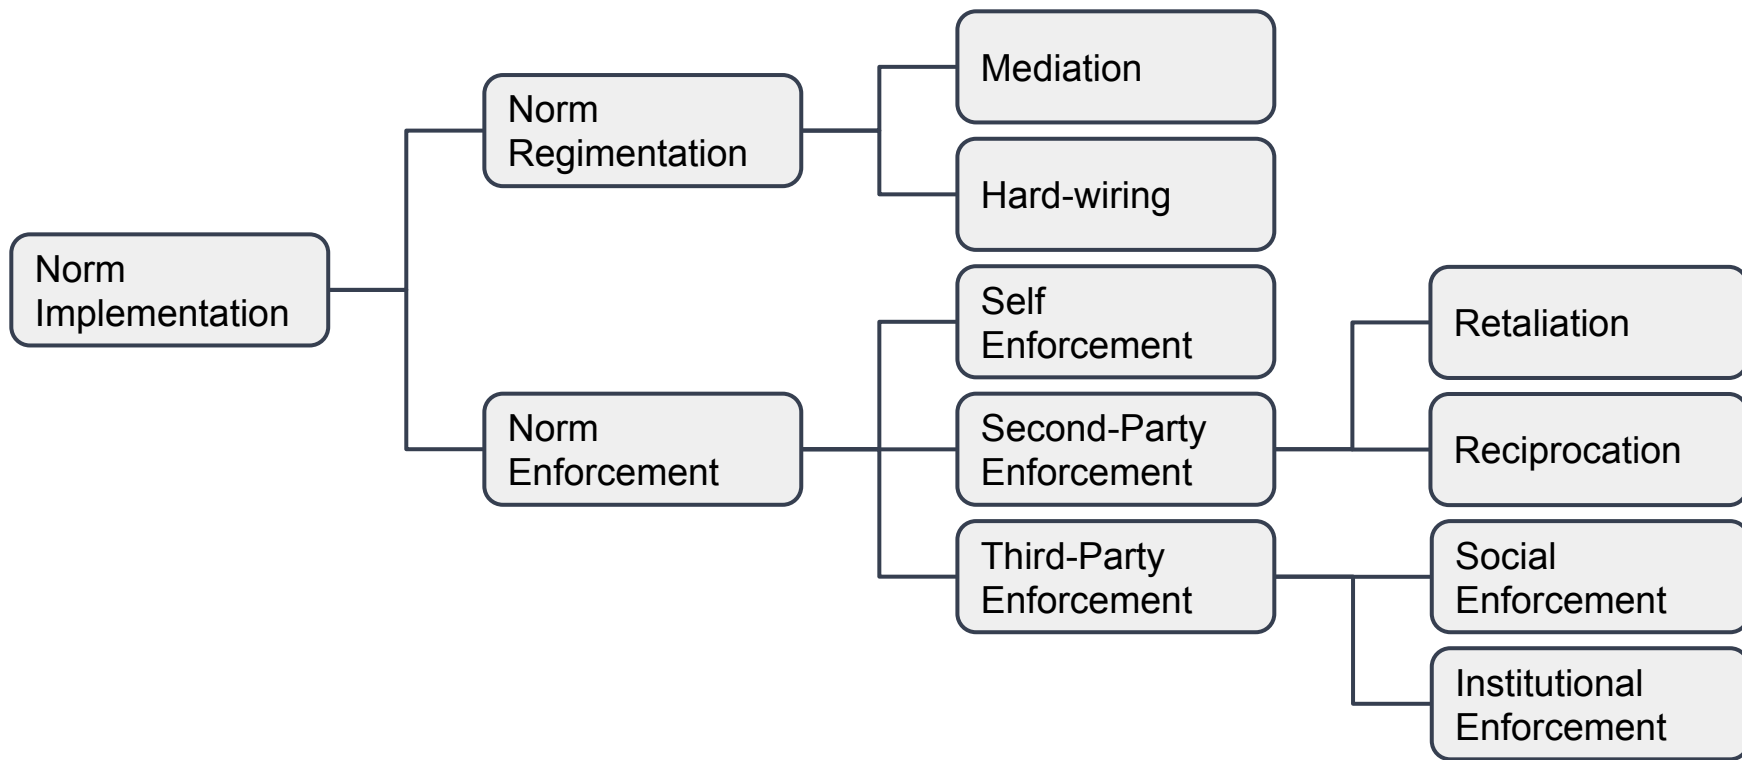 Norm
Implementation
Norm
Regimentation
Norm
Enforcement
Mediation
Hard-wiring
Self
Enforcement
Second-Party
Enforcement
Third-Party
Enforcement
Retaliation
Reciprocation
Social
Enforcement
Institutional
Enforcement